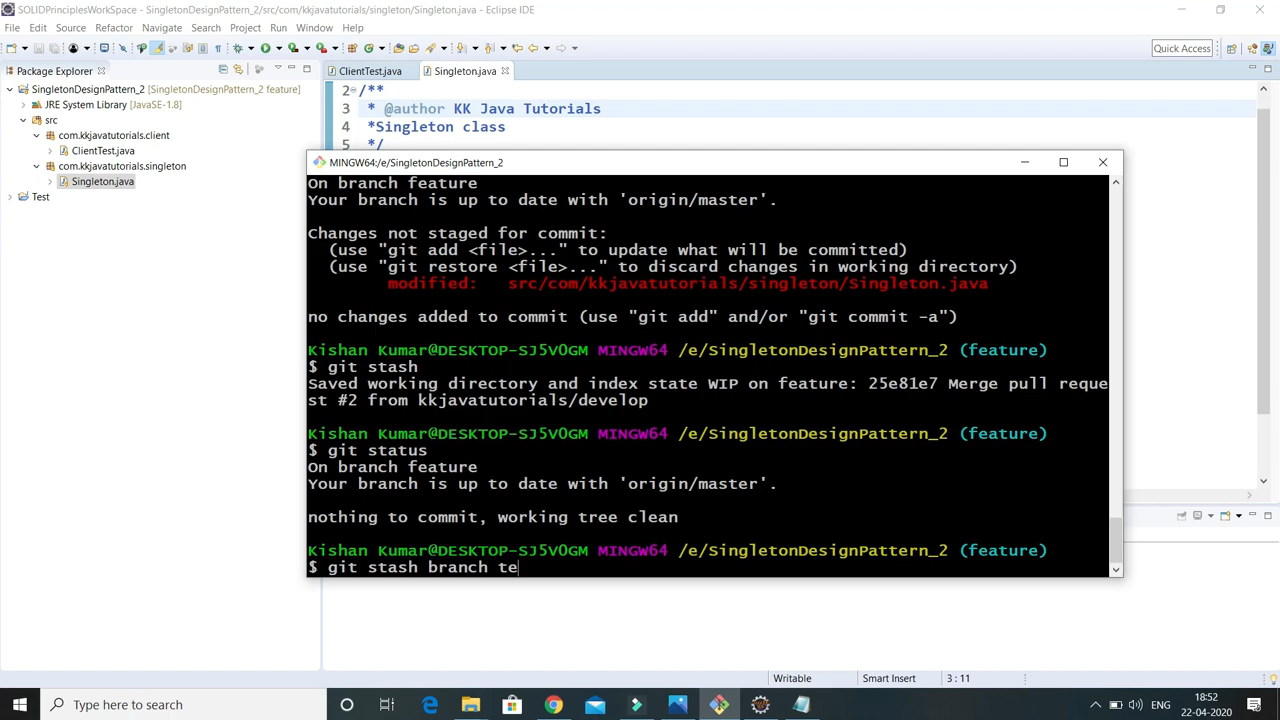 SOLIDPrinciplesWorkSpace - SingletonDesignPattern_2/src/com/kkjavatutorials/singleton/Singleton.java - Eclipse IDE
File Edit Source Refactor Navigate Search Project Run Window Help
Quick Access
Package Explorer
SingletonDesignPattern_2 [SingletonDesignPattern_2 feature]
JRE System Library [JavaSE-1.8]
src
com.kkjavatutorials.client
ClientTest.java
com.kkjavatutorials.singleton
Singleton.java
Test
ClientTest.java Singleton.java
2 /**
3 * @author KK Java Tutorials
4 *Singleton class
5 */
MINGW64:/e/SingletonDesignPattern_2
On branch feature
Your branch is up to date with 'origin/master'.
Changes not staged for commit:
(use "git add <file>..." to update what will be committed)
(use "git restore <file>..." to discard changes in working directory)
modified: src/com/kkjavatutorials/singleton/Singleton.java
no changes added to commit (use "git add" and/or "git commit -a")
Kishan Kumar@DESKTOP-SJ5V0GM MINGW64 /e/SingletonDesignPattern_2 (feature)
$ git stash
Saved working directory and index state WIP on feature: 25e81e7 Merge pull reque
st #2 from kkjavatutorials/develop
Kishan Kumar@DESKTOP-SJ5V0GM MINGW64 /e/SingletonDesignPattern_2 (feature)
$ git status
On branch feature
Your branch is up to date with 'origin/master'.
nothing to commit, working tree clean
Kishan Kumar@DESKTOP-SJ5V0GM MINGW64 /e/SingletonDesignPattern_2 (feature)
$ git stash branch te
Writable Smart Insert 3 : 11
Type here to search
ENG
18:52
22-04-2020